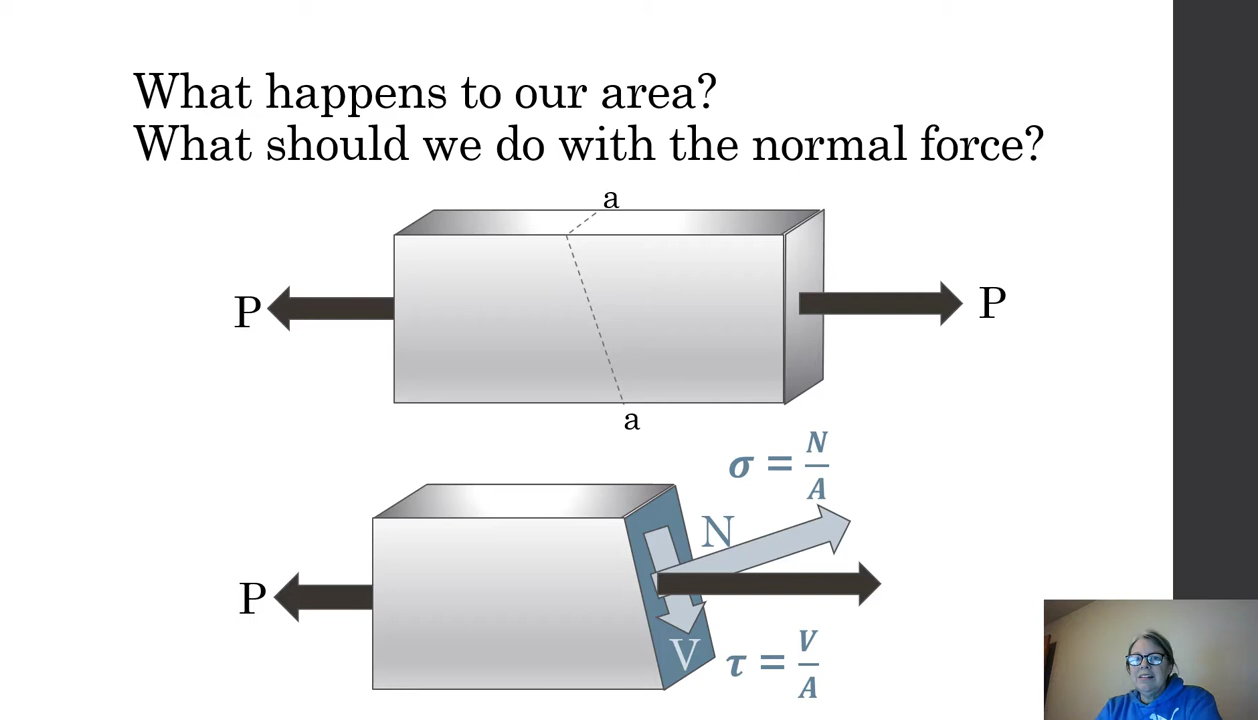 What happens to our area?
What should we do with the normal force?
a
P
P
a
σ = N/A
N
P
V
τ = V/A